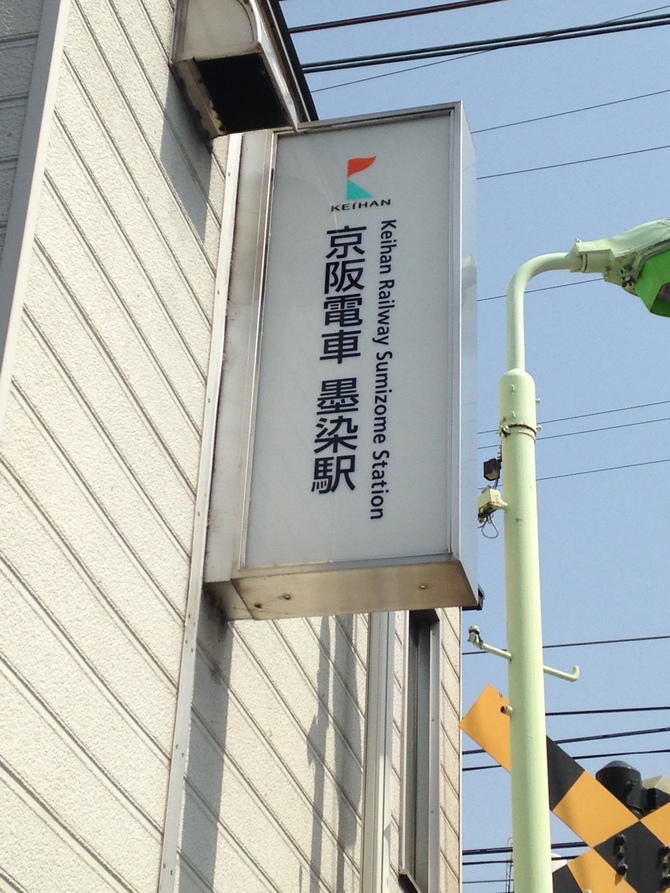 KEIHAN
Keihan Railway Sumizome Station
京阪電車 墨染駅